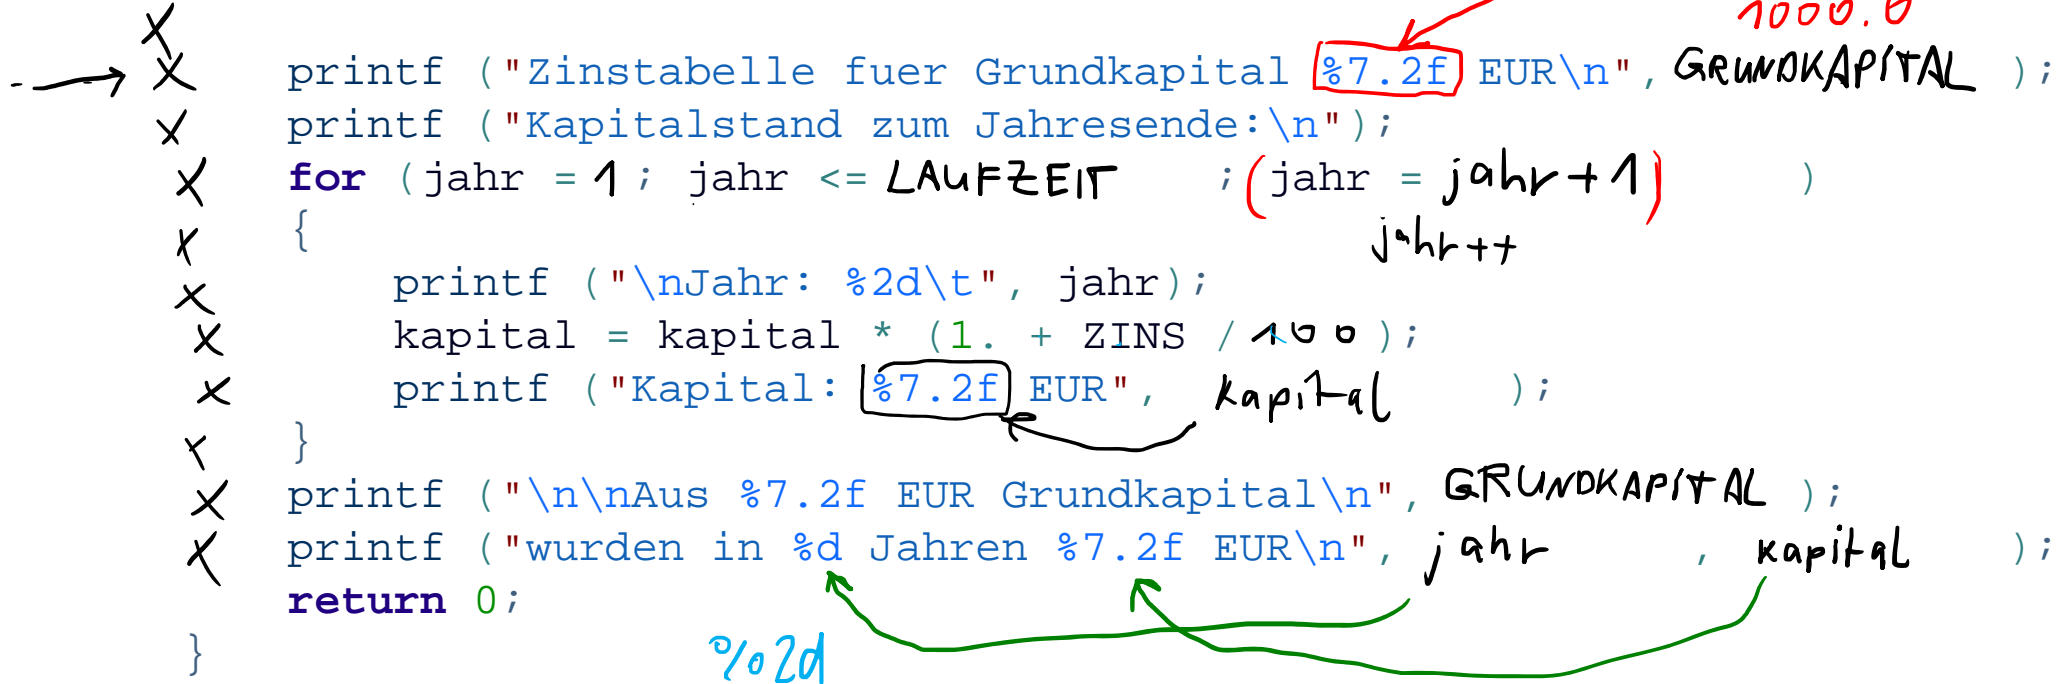 1000.0
printf ("Zinstabelle fuer Grundkapital %7.2f EUR\n", GRUNDKAPITAL );
printf ("Kapitalstand zum Jahresende:\n");
for (jahr = 1 ; jahr <= LAUFZEIT ; (jahr = jahr + 1) )
{ jahr++
printf ("\nJahr: %2d\t", jahr);
kapital = kapital * (1. + ZINS / 100 );
printf ("Kapital: %7.2f EUR", kapital );
}
printf ("\n\nAus %7.2f EUR Grundkapital\n", GRUNDKAPITAL );
printf ("wurden in %d Jahren %7.2f EUR\n", jahr , kapital );
return 0;
}
%2d